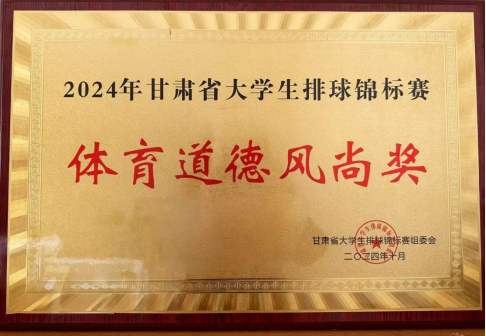 2024年甘肃省大学生排球锦标赛
体育道德风尚奖
甘肃省大学生排球锦标赛组委会
二〇二四年十月